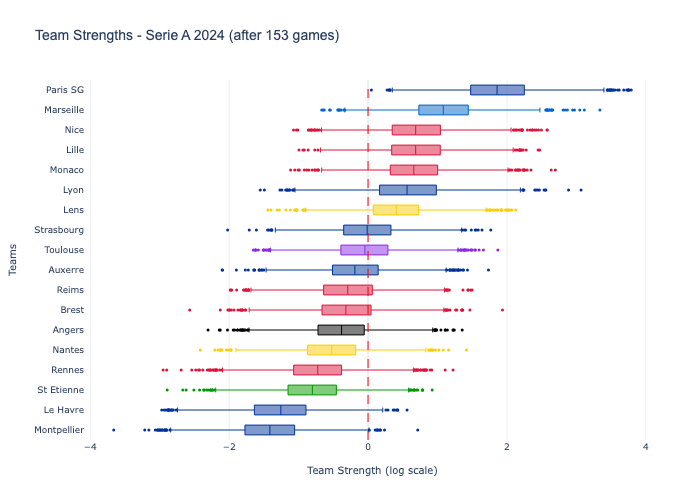 Team Strengths - Serie A 2024 (after 153 games)
Paris SG
Marseille
Nice
Lille
Monaco
Lyon
Lens
Strasbourg
Toulouse
Auxerre
Reims
Brest
Angers
Nantes
Rennes
St Etienne
Le Havre
Montpellier
Teams
−4 −2 0 2 4
Team Strength (log scale)